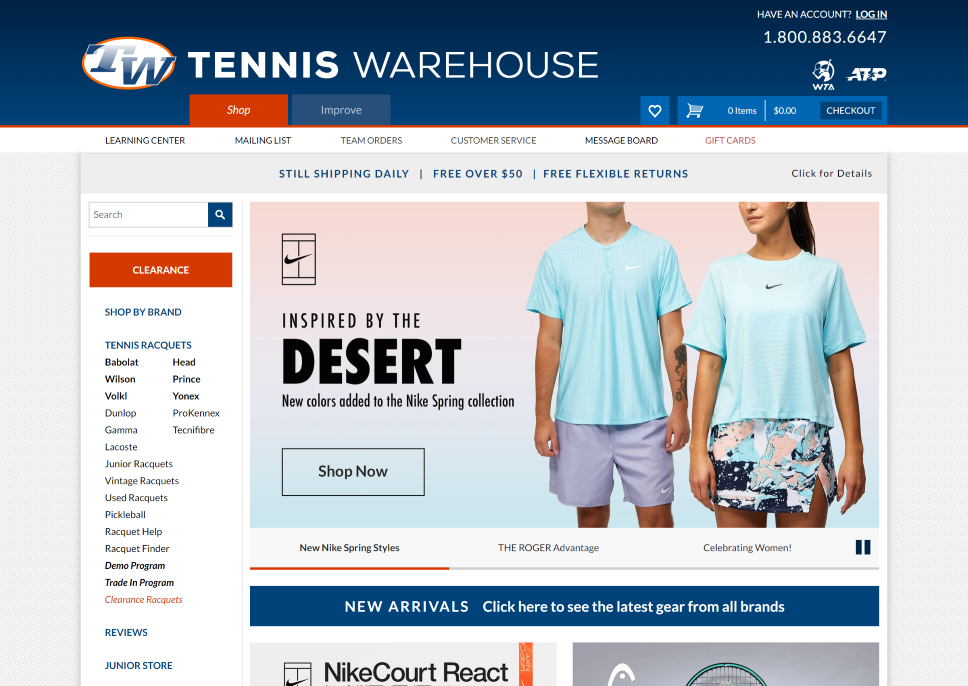 HAVE AN ACCOUNT? LOG IN
1.800.883.6647
TW TENNIS WAREHOUSE
WTA ATP
Shop Improve
0 Items $0.00 CHECKOUT
LEARNING CENTER MAILING LIST TEAM ORDERS CUSTOMER SERVICE MESSAGE BOARD GIFT CARDS
STILL SHIPPING DAILY | FREE OVER $50 | FREE FLEXIBLE RETURNS Click for Details
Search
CLEARANCE
SHOP BY BRAND
TENNIS RACQUETS
Babolat Head
Wilson Prince
Volkl Yonex
Dunlop ProKennex
Gamma Tecnifibre
Lacoste
Junior Racquets
Vintage Racquets
Used Racquets
Pickleball
Racquet Help
Racquet Finder
Demo Program
Trade In Program
Clearance Racquets
REVIEWS
JUNIOR STORE
INSPIRED BY THE
DESERT
New colors added to the Nike Spring collection
Shop Now
New Nike Spring Styles THE ROGER Advantage Celebrating Women!
NEW ARRIVALS Click here to see the latest gear from all brands
NikeCourt React